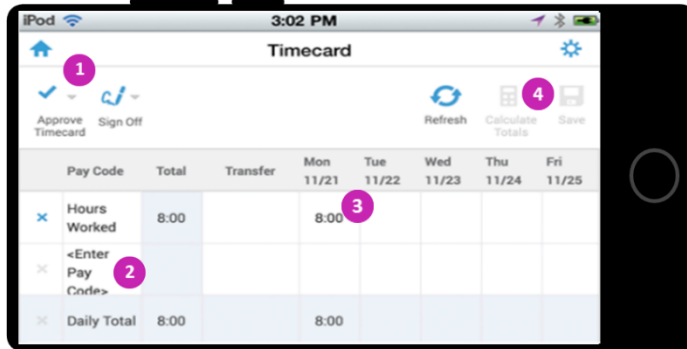 iPod 3:02 PM
Timecard
1
4
Approve
Timecard
Sign Off
Refresh
Calculate
Totals
Save
Pay Code Total Transfer Mon
11/21 Tue
11/22 Wed
11/23 Thu
11/24 Fri
11/25
Hours
Worked
8:00 8:00
3
<Enter
Pay
Code>
2
Daily Total 8:00 8:00